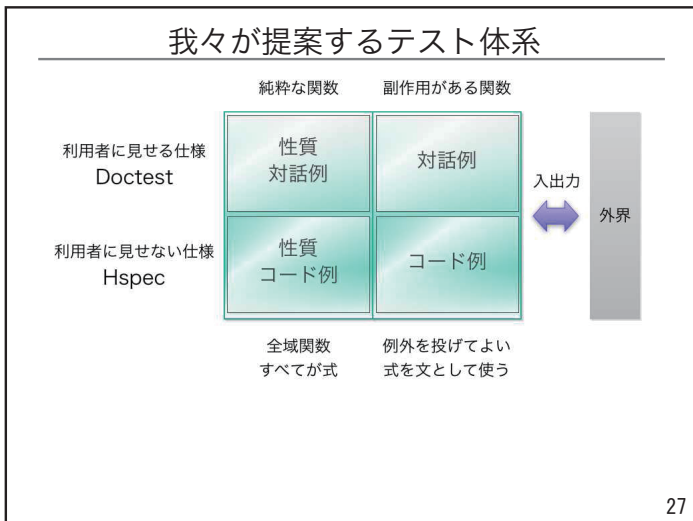 我々が提案するテスト体系
純粋な関数
副作用がある関数
利用者に見せる仕様
Doctest
性質
対話例
対話例
入出力
外界
利用者に見せない仕様
Hspec
性質
コード例
コード例
全域関数
すべてが式
例外を投げてよい
式を文として使う
27